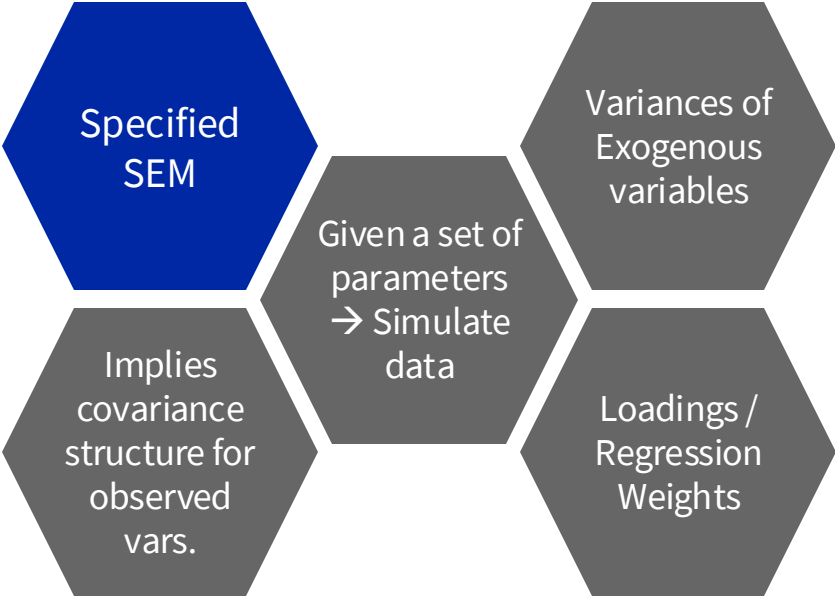 Specified
SEM
Implies
covariance
structure for
observed
vars.
Given a set of
parameters
→ Simulate
data
Variances of
Exogenous
variables
Loadings /
Regression
Weights